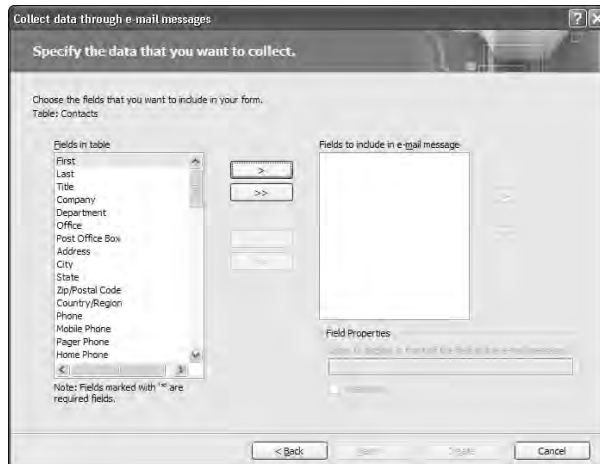 Collect data through e-mail messages
Specify the data that you want to collect.
Choose the fields that you want to include in your form.
Table: Contacts
Fields in table
First
Last
Title
Company
Department
Office
Post Office Box
Address
City
State
Zip/Postal Code
Country/Region
Phone
Mobile Phone
Pager Phone
Home Phone
>
>>
Fields to include in e-mail message
Field Properties
Note: Fields marked with '*' are
required fields.
< Back
Cancel